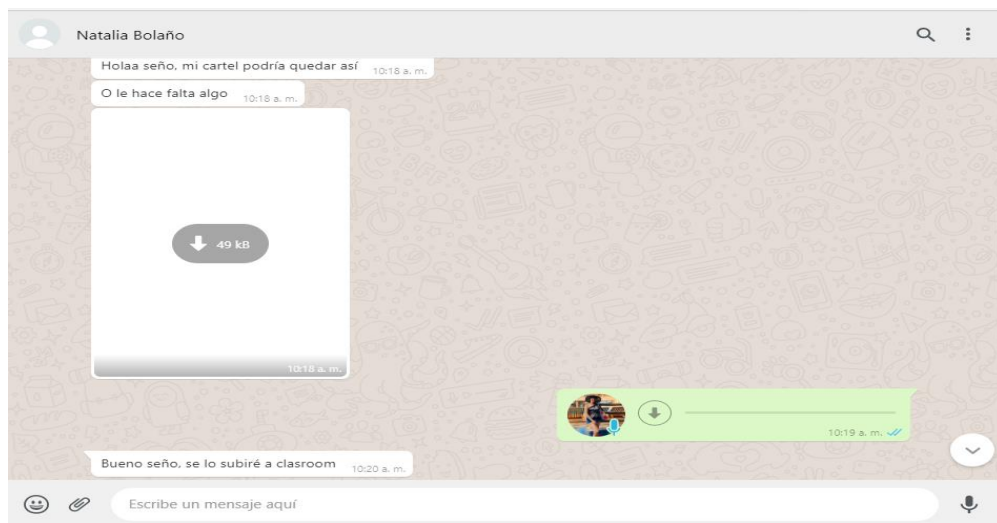 Natalia Bolaño
Holaa seño, mi cartel podría quedar así 10:18 a. m.
O le hace falta algo 10:18 a. m.
49 kB
10:18 a. m.
10:19 a. m.
Bueno seño, se lo subiré a clasroom 10:20 a. m.
Escribe un mensaje aquí